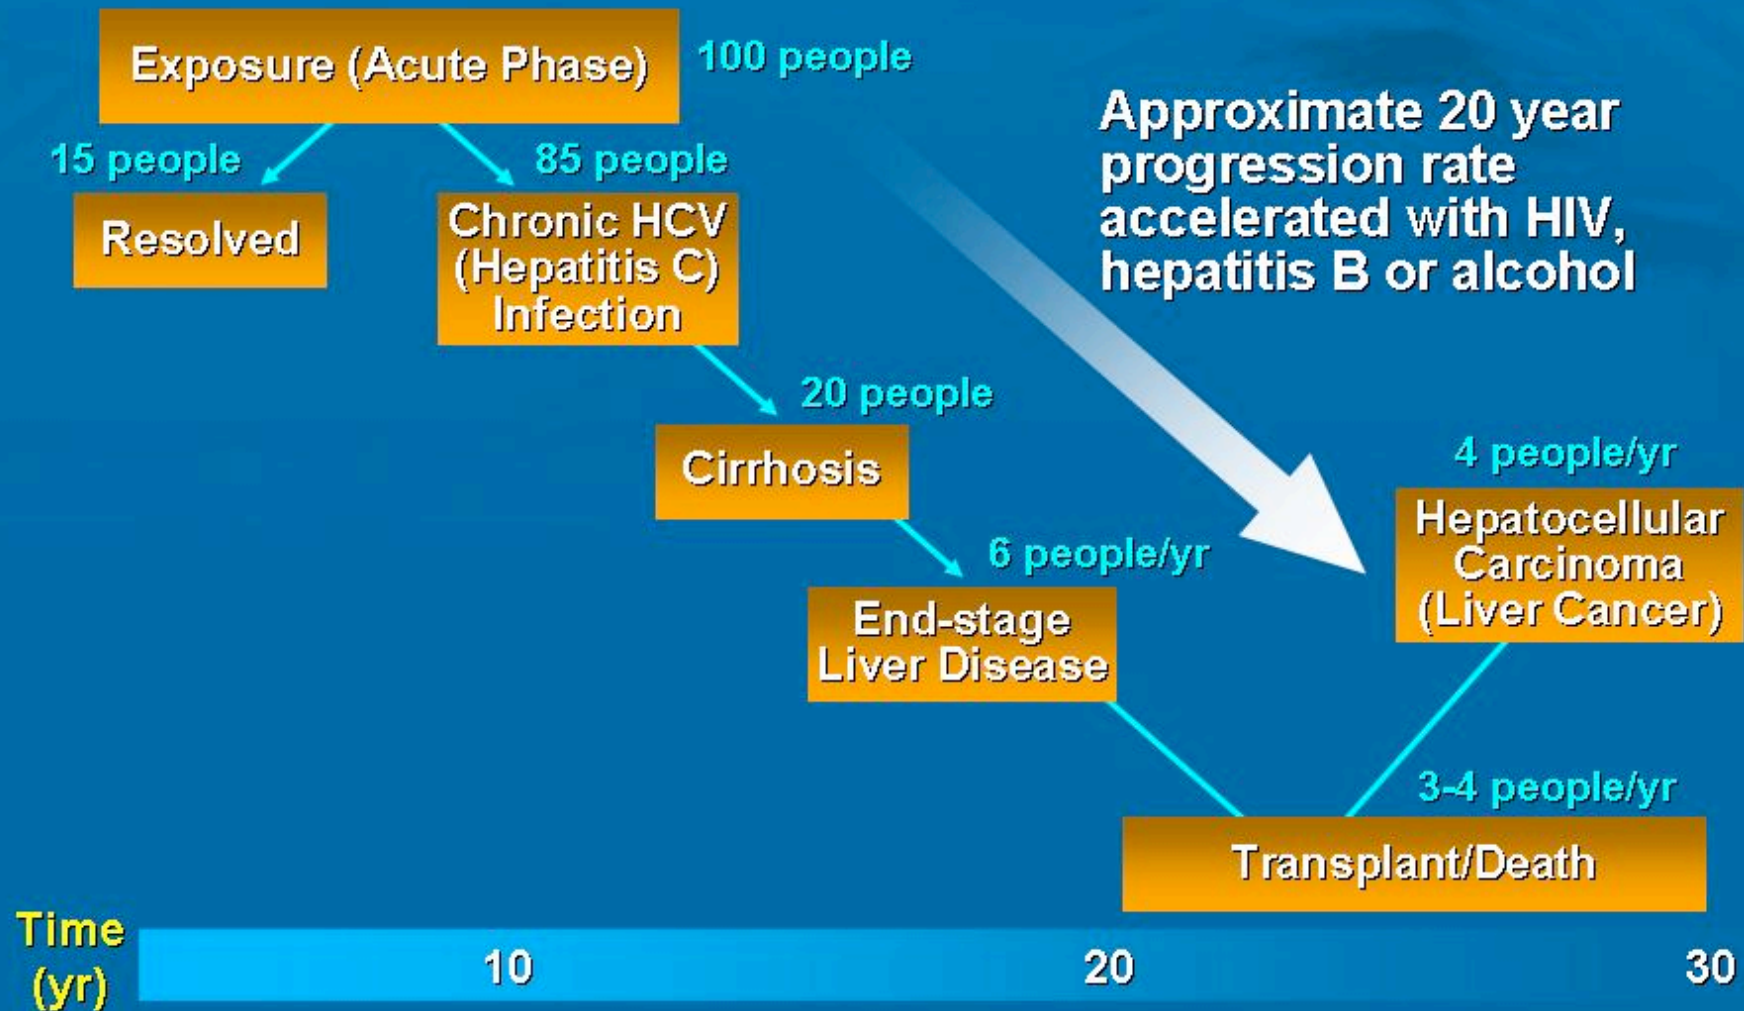 Exposure (Acute Phase)
100 people
Approximate 20 year
progression rate
accelerated with HIV,
hepatitis B or alcohol
15 people
85 people
Resolved
Chronic HCV
(Hepatitis C)
Infection
20 people
Cirrhosis
4 people/yr
Hepatocellular
Carcinoma
(Liver Cancer)
6 people/yr
End-stage
Liver Disease
3-4 people/yr
Transplant/Death
Time
(yr)
10
20
30